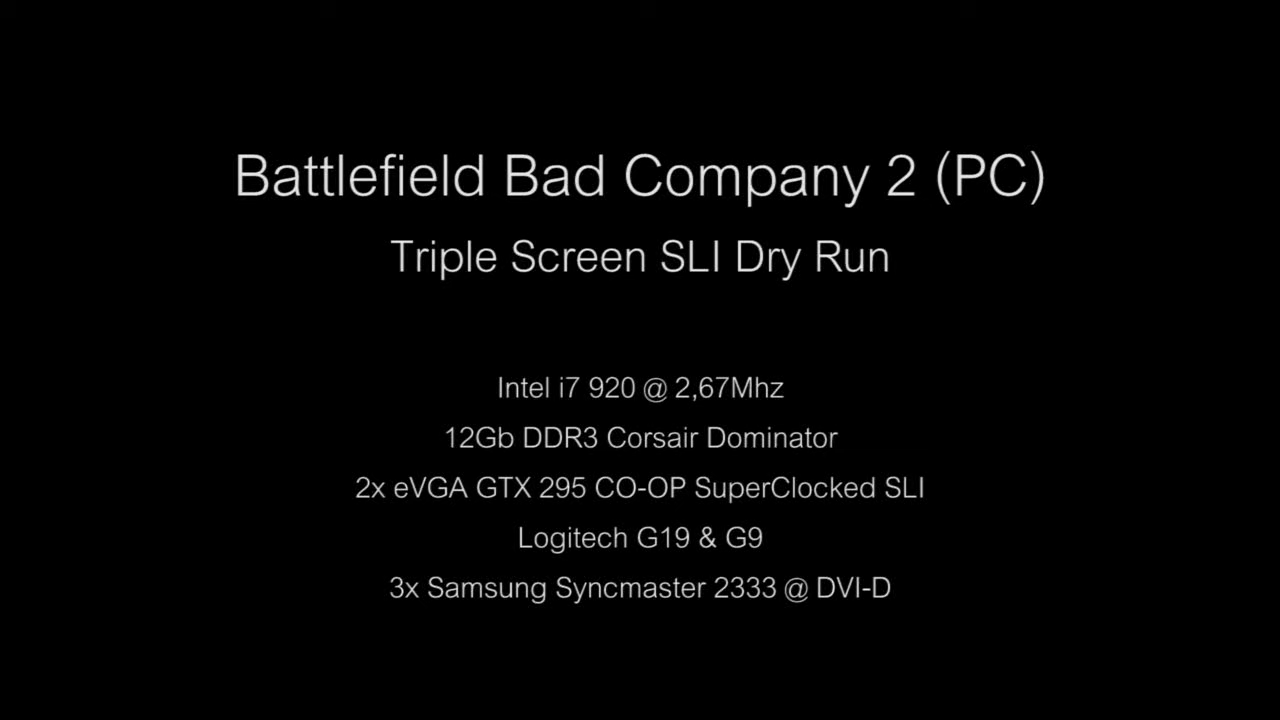 Battlefield Bad Company 2 (PC)
Triple Screen SLI Dry Run
Intel i7 920 @ 2,67Mhz
12Gb DDR3 Corsair Dominator
2x eVGA GTX 295 CO-OP SuperClocked SLI
Logitech G19 & G9
3x Samsung Syncmaster 2333 @ DVI-D